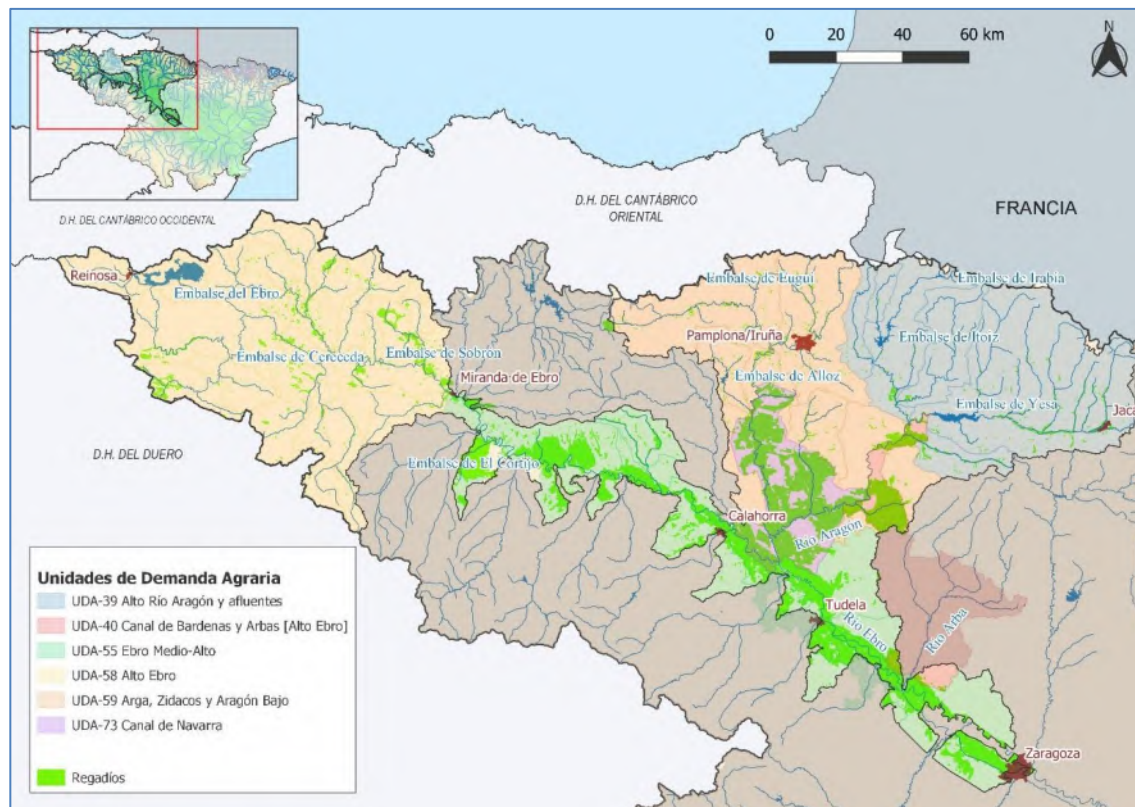 0 20 40 60 km
N
D.H. DEL CANTÁBRICO OCCIDENTAL
D.H. DEL CANTÁBRICO
ORIENTAL
FRANCIA
Reinosa
Embalse del Ebro
Embalse de Eugui
Embalse de Irabia
Pamplona/Iruña
Embalse de Itoiz
Embalse de Cereceda
Embalse de Sobrón
Miranda de Ebro
Embalse de Alloz
Embalse de Yesa
Jaca
D.H. DEL DUERO
Embalse de El Cortijo
Calahorra
Río Aragón
Tudela
Río Ebro
Río Arba
Zaragoza
Unidades de Demanda Agraria
UDA-39 Alto Río Aragón y afluentes
UDA-40 Canal de Bardenas y Arbas [Alto Ebro]
UDA-55 Ebro Medio-Alto
UDA-58 Alto Ebro
UDA-59 Arga, Zidacos y Aragón Bajo
UDA-73 Canal de Navarra
Regadíos